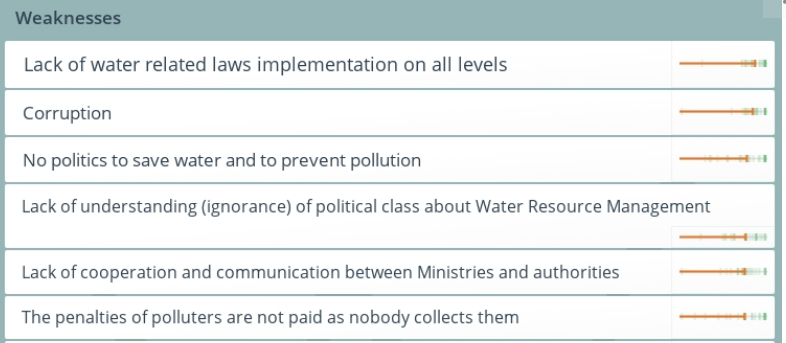 Weaknesses
Lack of water related laws implementation on all levels
Corruption
No politics to save water and to prevent pollution
Lack of understanding (ignorance) of political class about Water Resource Management
Lack of cooperation and communication between Ministries and authorities
The penalties of polluters are not paid as nobody collects them